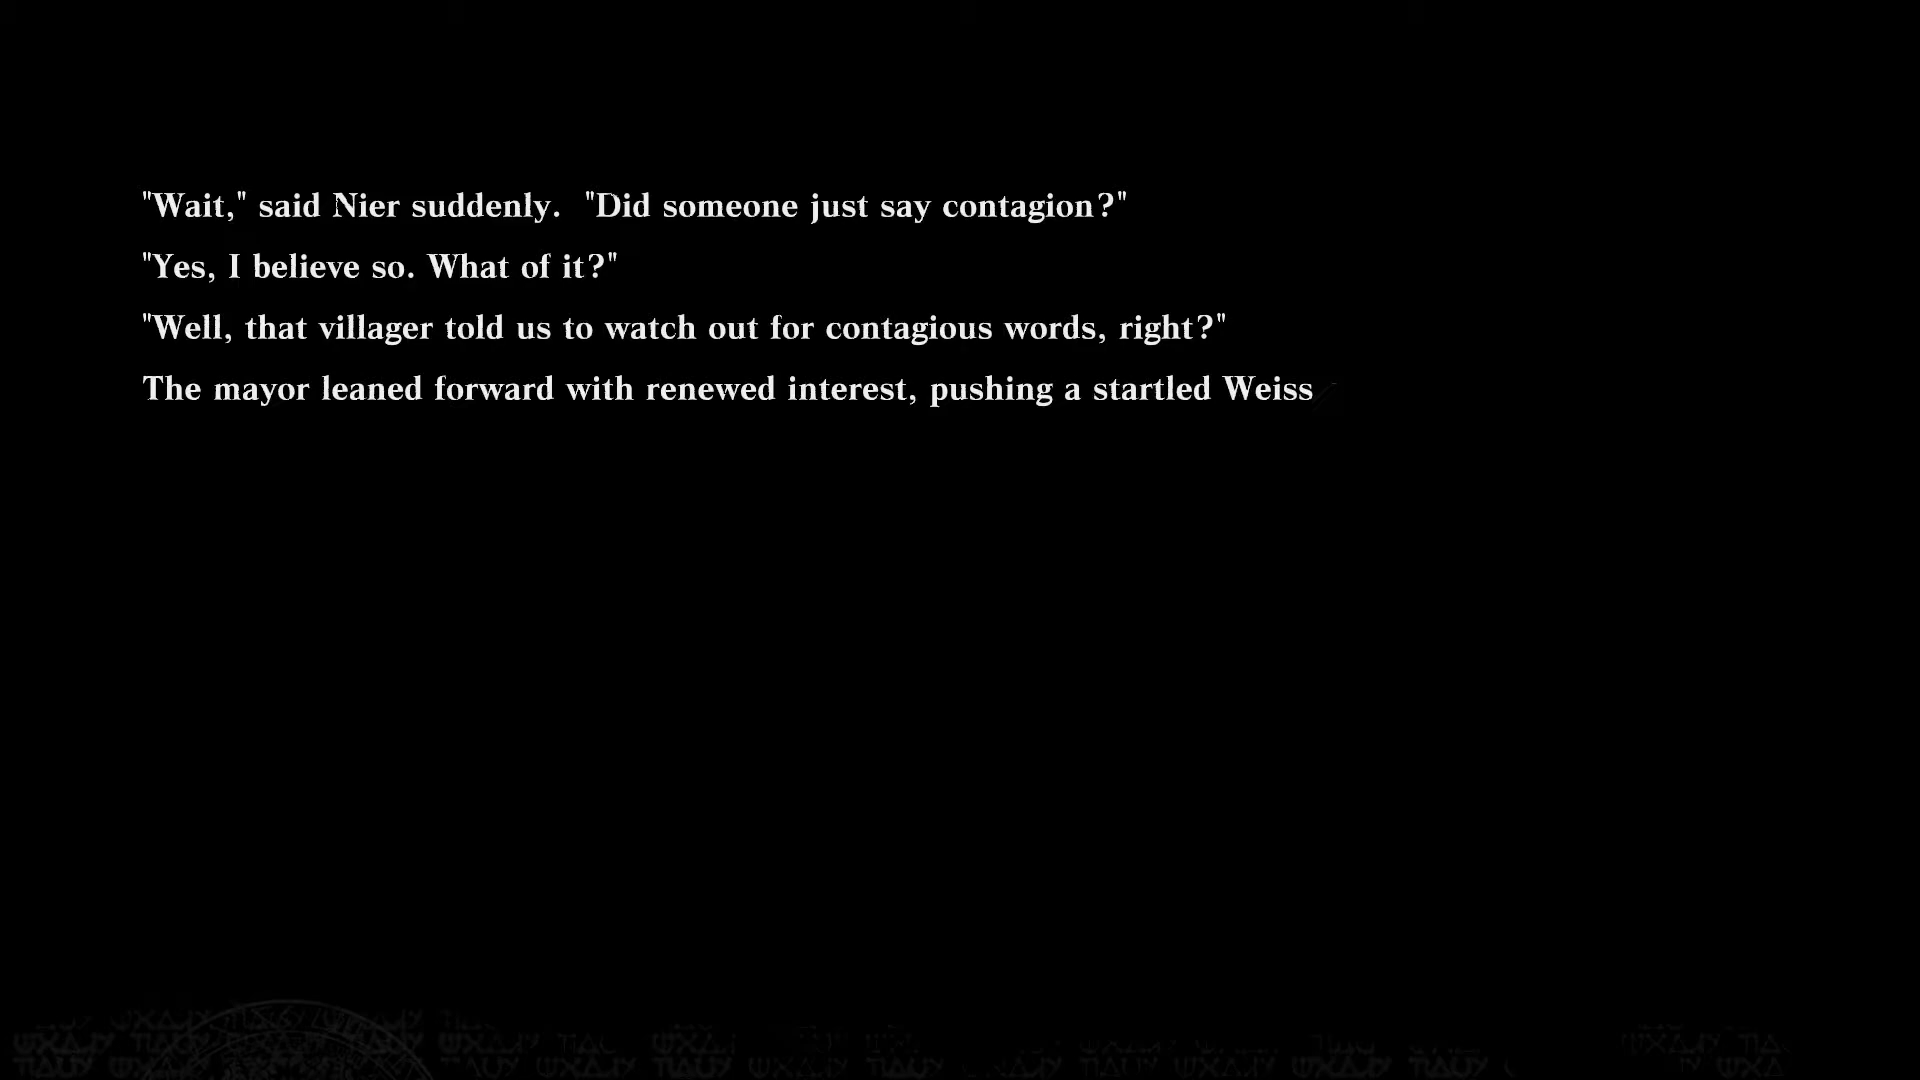 "Wait," said Nier suddenly.  "Did someone just say contagion?"
"Yes, I believe so. What of it?"
"Well, that villager told us to watch out for contagious words, right?"
The mayor leaned forward with renewed interest, pushing a startled Weiss